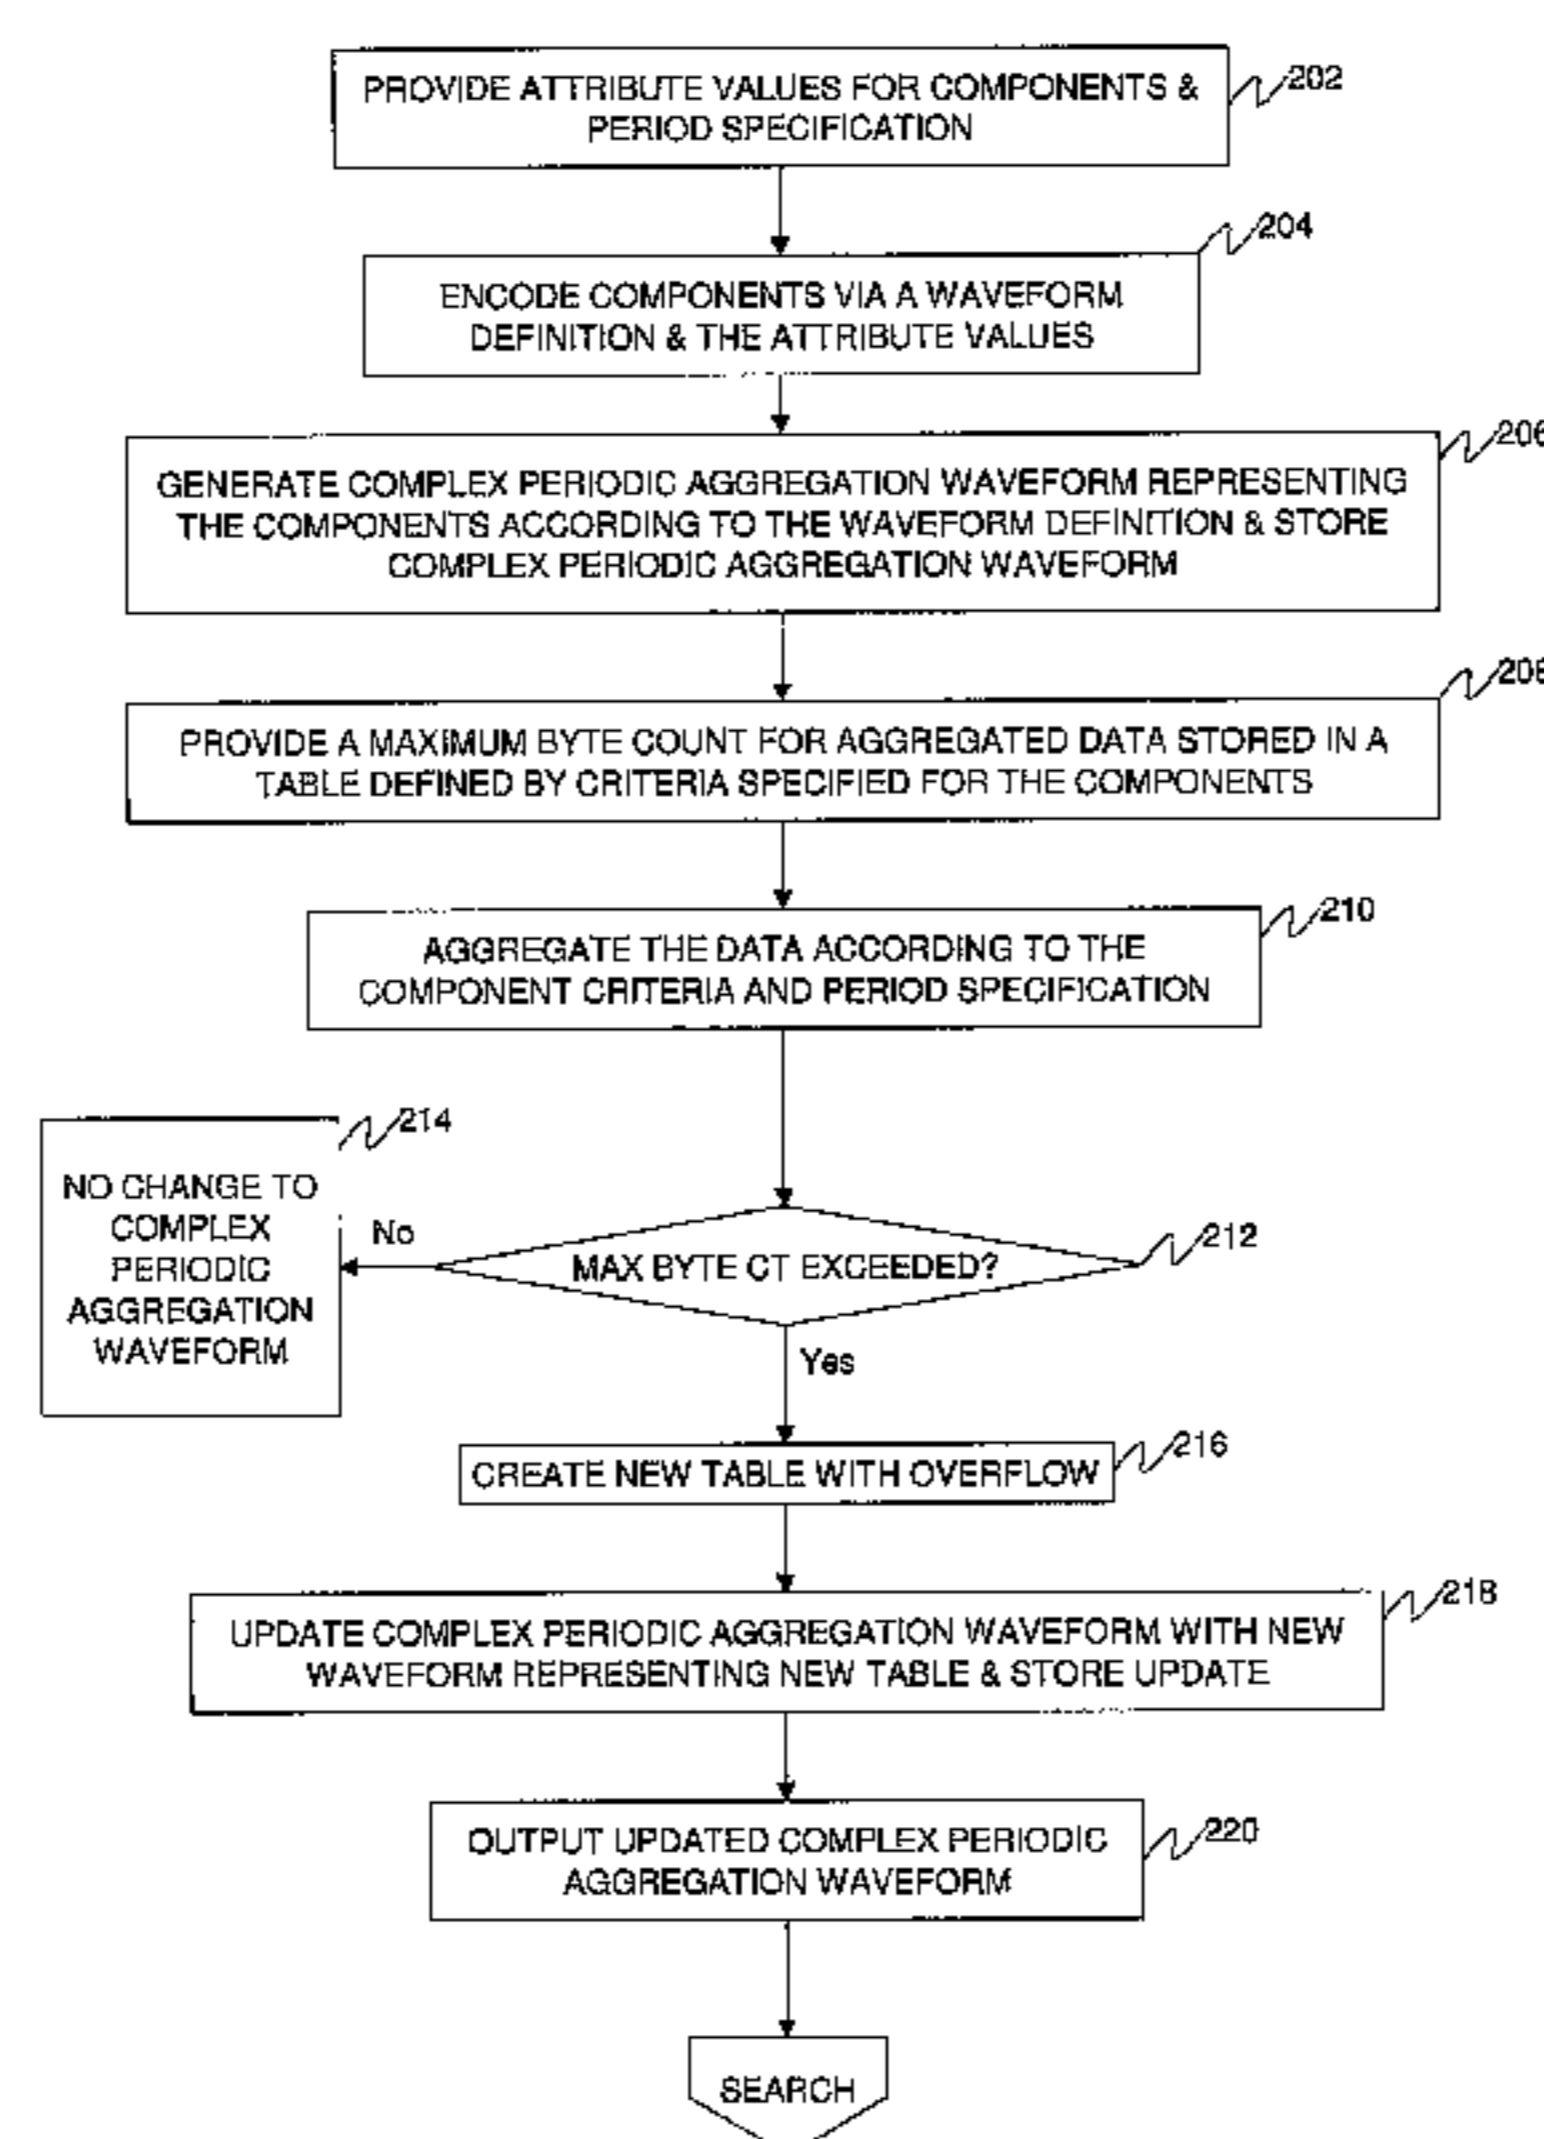 PROVIDE ATTRIBUTE VALUES FOR COMPONENTS &
PERIOD SPECIFICATION
202
204
ENCODE COMPONENTS VIA A WAVEFORM
DEFINITION & THE ATTRIBUTE VALUES
206
GENERATE COMPLEX PERIODIC AGGREGATION WAVEFORM REPRESENTING
THE COMPONENTS ACCORDING TO THE WAVEFORM DEFINITION & STORE
COMPLEX PERIODIC AGGREGATION WAVEFORM
208
PROVIDE A MAXIMUM BYTE COUNT FOR AGGREGATED DATA STORED IN A
TABLE DEFINED BY CRITERIA SPECIFIED FOR THE COMPONENTS
210
AGGREGATE THE DATA ACCORDING TO THE
COMPONENT CRITERIA AND PERIOD SPECIFICATION
214
NO CHANGE TO
COMPLEX
PERIODIC
AGGREGATION
WAVEFORM
No
MAX BYTE CT EXCEEDED?
212
Yes
CREATE NEW TABLE WITH OVERFLOW
216
UPDATE COMPLEX PERIODIC AGGREGATION WAVEFORM WITH NEW
WAVEFORM REPRESENTING NEW TABLE & STORE UPDATE
218
OUTPUT UPDATED COMPLEX PERIODIC
AGGREGATION WAVEFORM
220
SEARCH